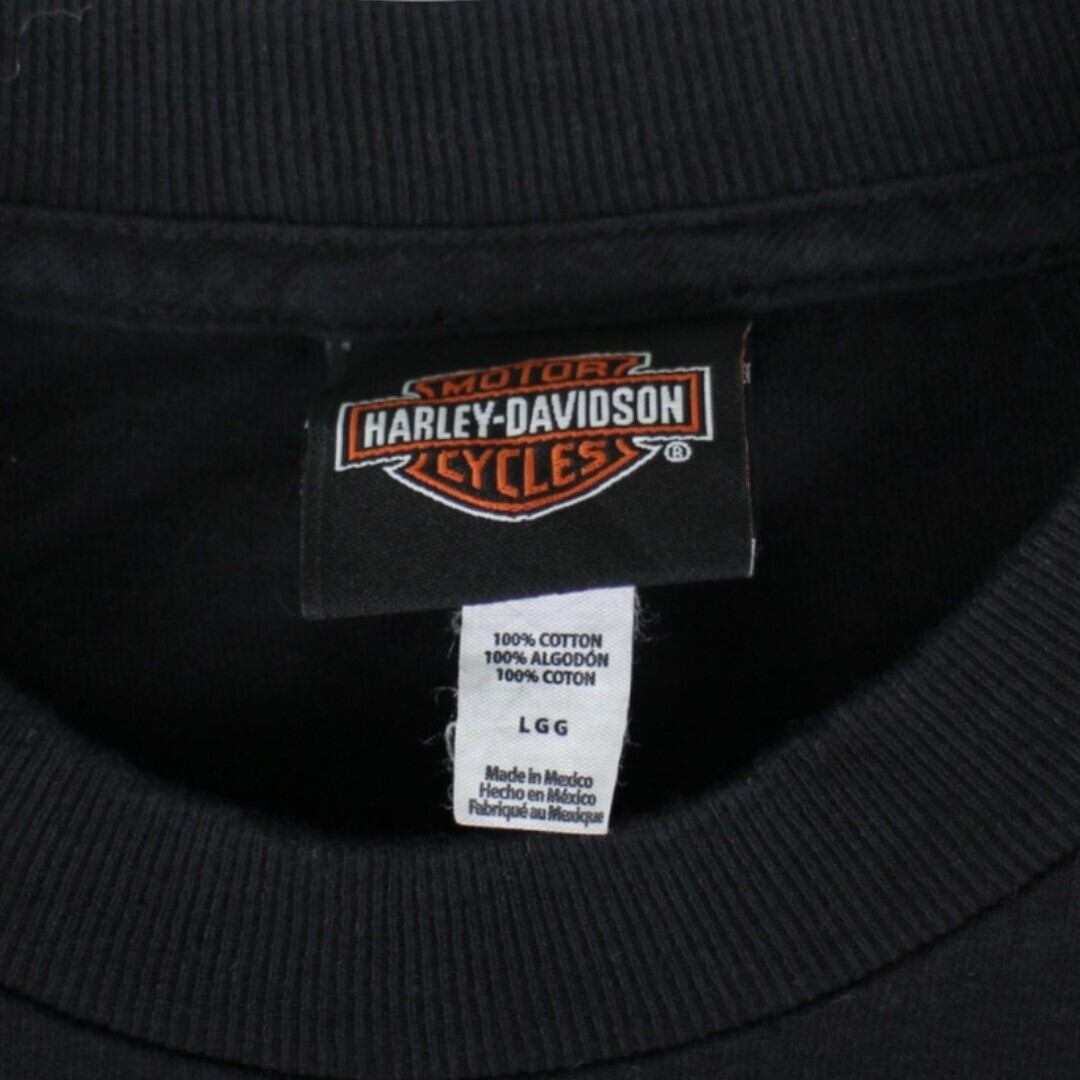 MOTOR
HARLEY-DAVIDSON
CYCLES
®
100% COTTON
100% ALGODÓN
100% COTON
L G G
Made in Mexico
Hecho en México
Fabriqué au Mexique